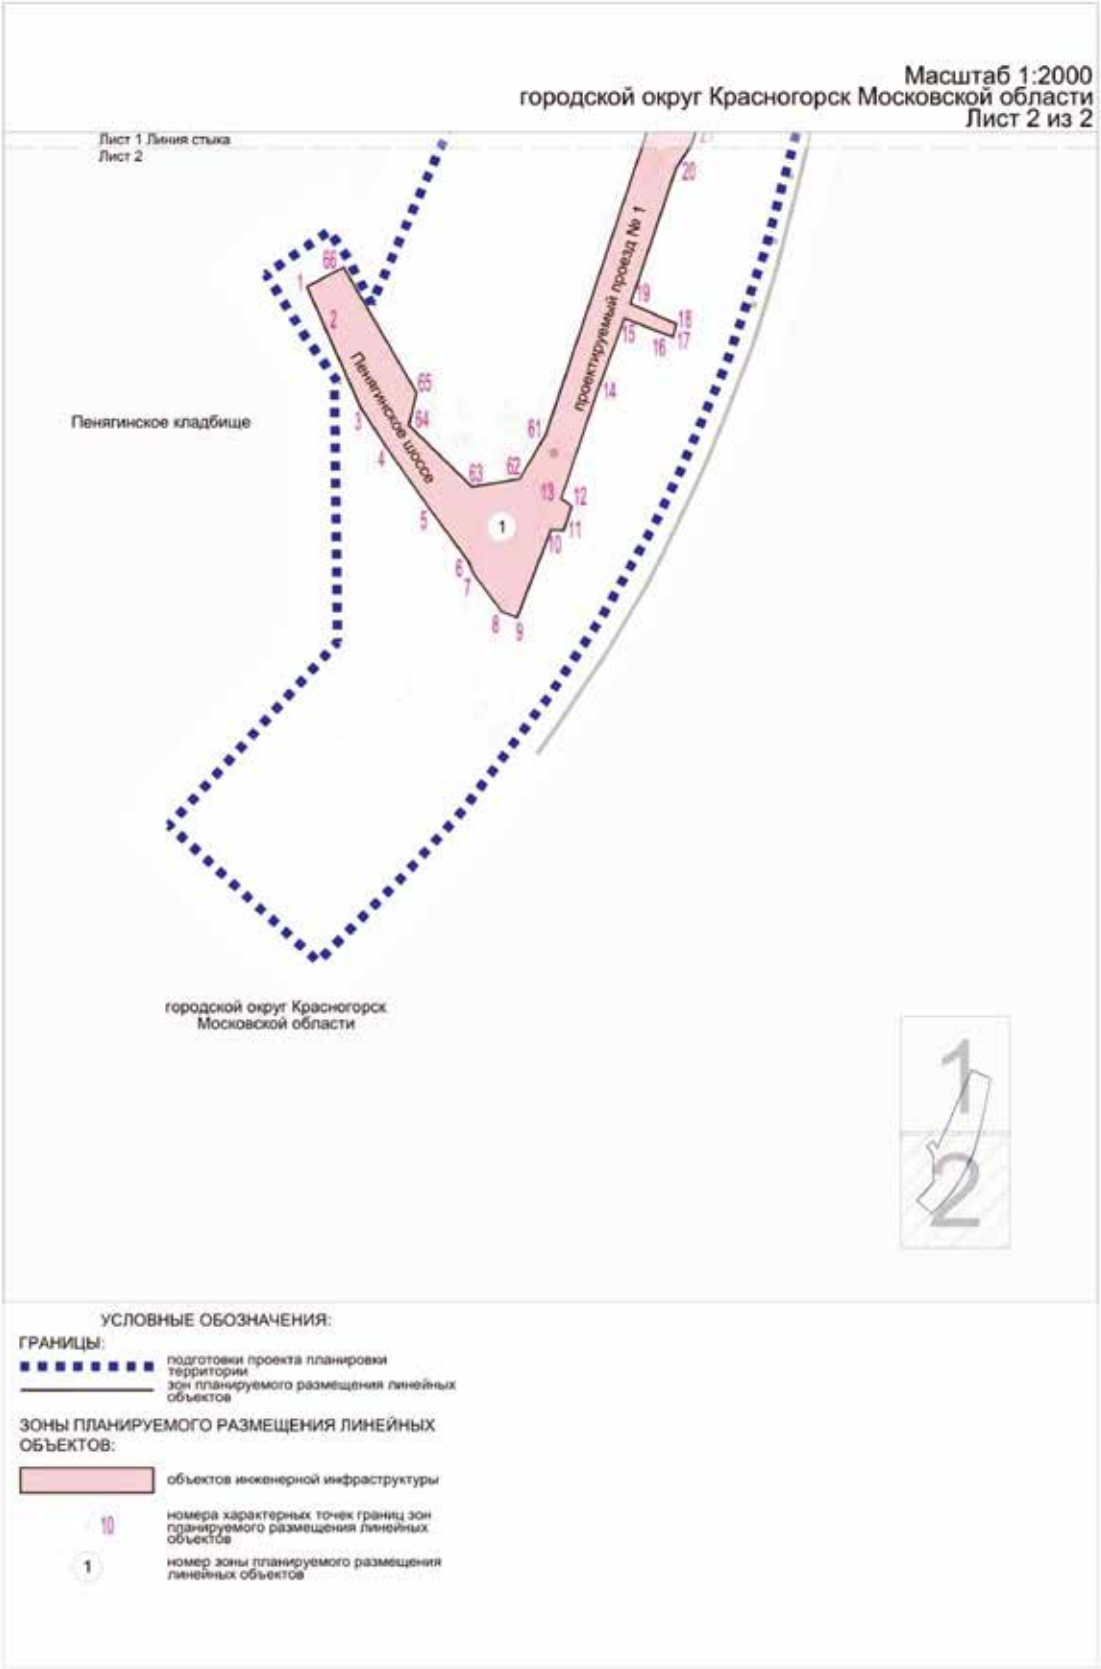 Масштаб 1:2000
городской округ Красногорск Московской области
Лист 2 из 2
Лист 1 Линия стыка
Лист 2
20
проектируемый проезд № 1
66
1
2
19
18
17
16
15
14
Пенягинское шоссе
65
64
Пенягинское кладбище
3
4
61
62
63
13
12
11
10
1
5
6
7
8
9
городской округ Красногорск
Московской области
1
2
УСЛОВНЫЕ ОБОЗНАЧЕНИЯ:
ГРАНИЦЫ:
подготовки проекта планировки
территории
зон планируемого размещения линейных
объектов
ЗОНЫ ПЛАНИРУЕМОГО РАЗМЕЩЕНИЯ ЛИНЕЙНЫХ
ОБЪЕКТОВ:
объектов инженерной инфраструктуры
10
номера характерных точек границ зон
планируемого размещения линейных
объектов
1
номер зоны планируемого размещения
линейных объектов